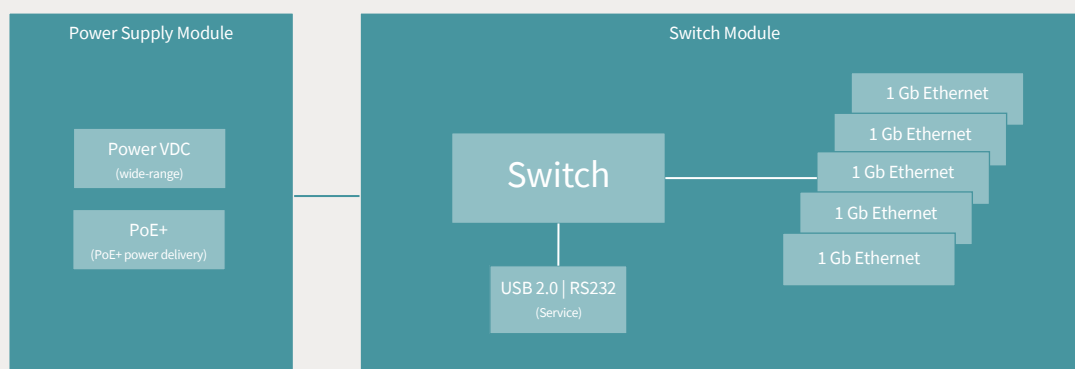 Power Supply Module
Power VDC
(wide-range)
PoE+
(PoE+ power delivery)
Switch Module
Switch
USB 2.0 | RS232
(Service)
1 Gb Ethernet
1 Gb Ethernet
1 Gb Ethernet
1 Gb Ethernet
1 Gb Ethernet